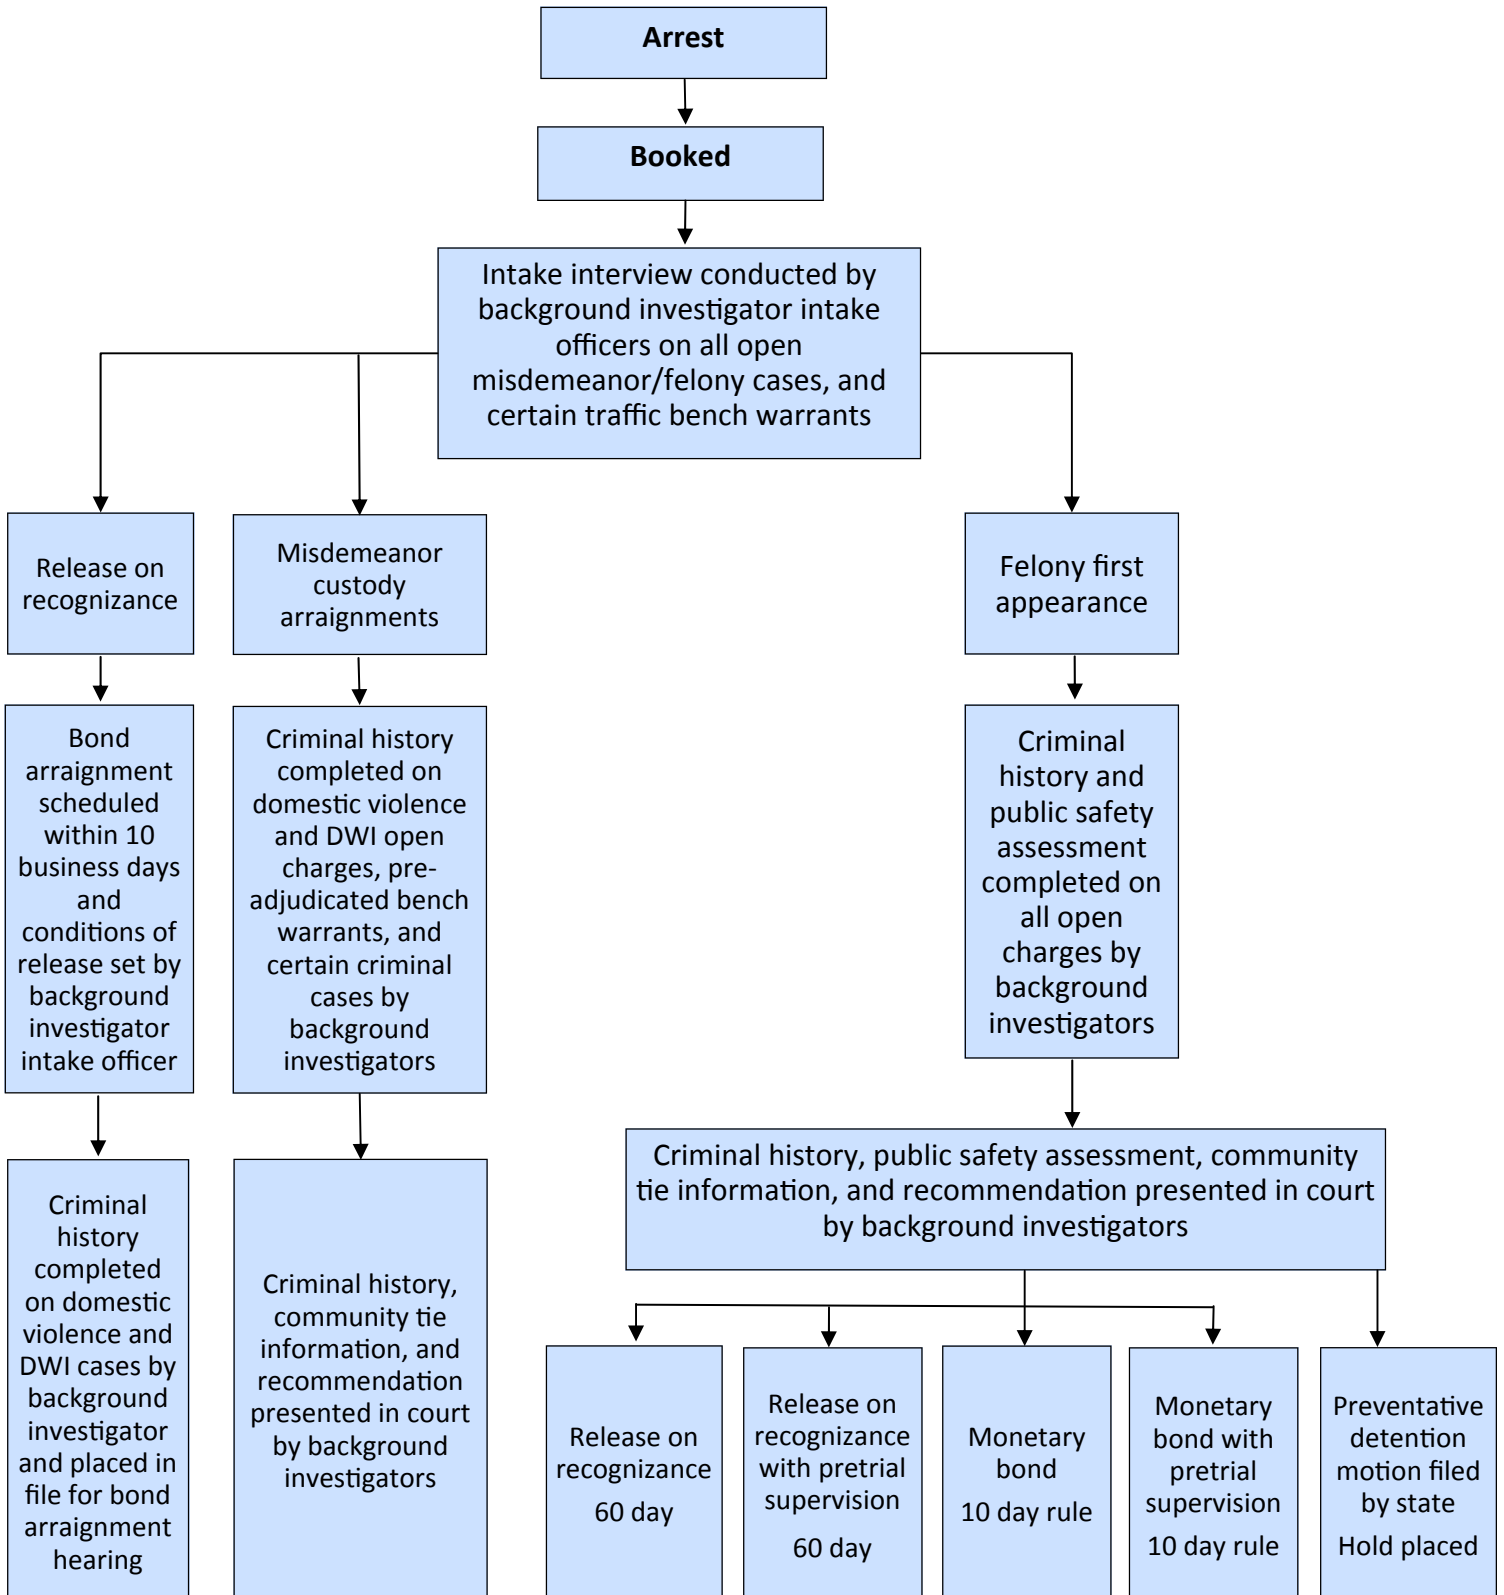 Arrest
Booked
Intake interview conducted by
background investigator intake
officers on all open
misdemeanor/felony cases, and
certain traffic bench warrants
Release on
recognizance
Misdemeanor
custody
arraignments
Felony first
appearance
Bond
arraignment
scheduled
within 10
business days
and
conditions of
release set by
background
investigator
intake officer
Criminal history
completed on
domestic violence
and DWI open
charges, pre-
adjudicated bench
warrants, and
certain criminal
cases by
background
investigators
Criminal
history and
public safety
assessment
completed on
all open
charges by
background
investigators
Criminal history, public safety assessment, community
tie information, and recommendation presented in court
by background investigators
Criminal
history
completed
on domestic
violence and
DWI cases by
background
investigator
and placed in
file for bond
arraignment
hearing
Criminal history,
community tie
information, and
recommendation
presented in court
by background
investigators
Release on
recognizance
60 day
Release on
recognizance
with pretrial
supervision
60 day
Monetary
bond
10 day rule
Monetary
bond with
pretrial
supervision
10 day rule
Preventative
detention
motion filed
by state
Hold placed